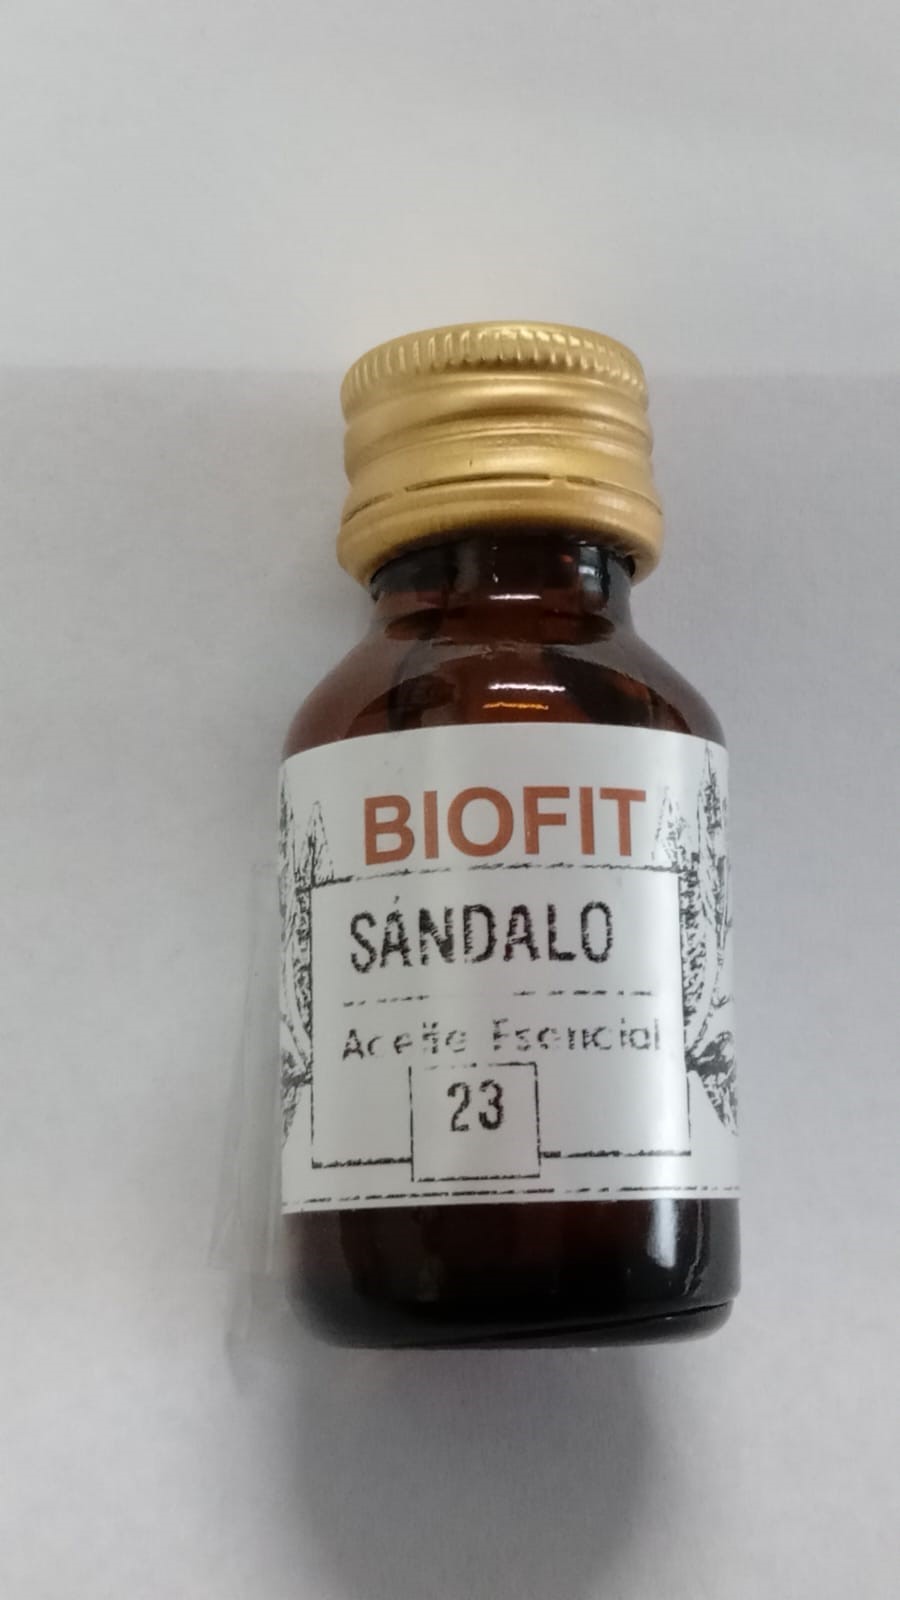 BIOFIT
SÁNDALO
Aceite Esencial
23